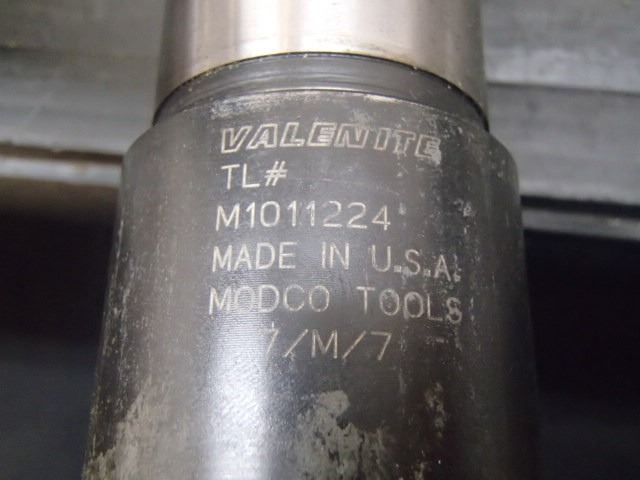 VALENITE
TL#
M1011224
MADE IN U.S.A.
MODCO TOOLS
7/M/7